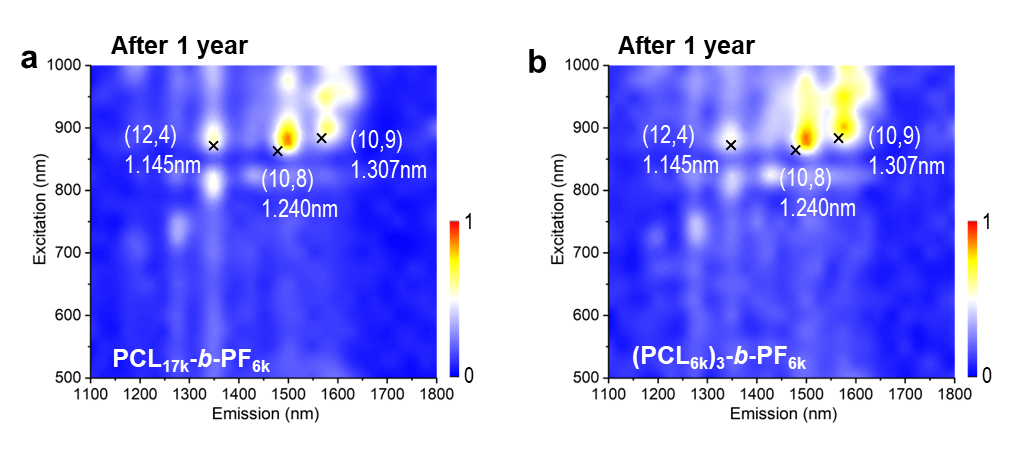 a
After 1 year
1000
900
800
700
600
500
Excitation (nm)
(12,4)
1.145nm
(10,8)
1.240nm
(10,9)
1.307nm
PCL17k-b-PF6k
1100 1200 1300 1400 1500 1600 1700 1800
Emission (nm)
1
0
b
After 1 year
1000
900
800
700
600
500
Excitation (nm)
(12,4)
1.145nm
(10,8)
1.240nm
(10,9)
1.307nm
(PCL6k)3-b-PF6k
1100 1200 1300 1400 1500 1600 1700 1800
Emission (nm)
1
0